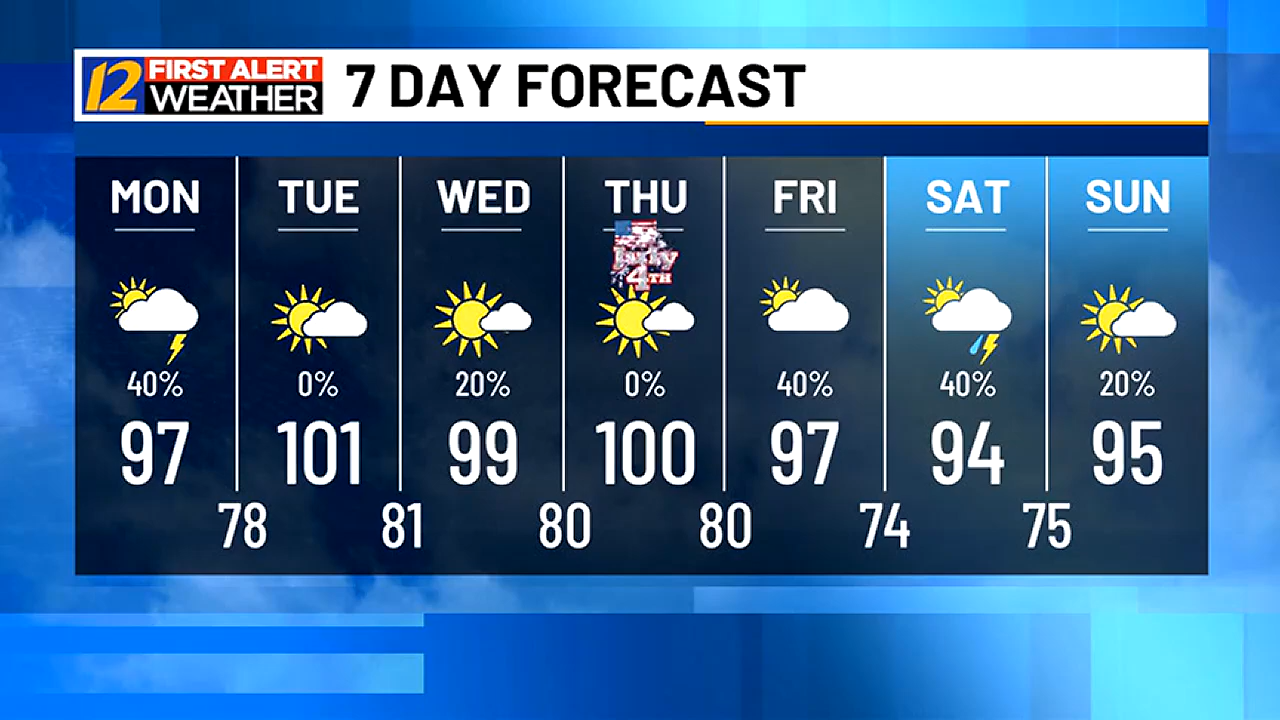 12 FIRST ALERT WEATHER 7 DAY FORECAST
MON TUE WED THU FRI SAT SUN
4TH
40% 0% 20% 0% 40% 40% 20%
97 101 99 100 97 94 95
78 81 80 80 74 75